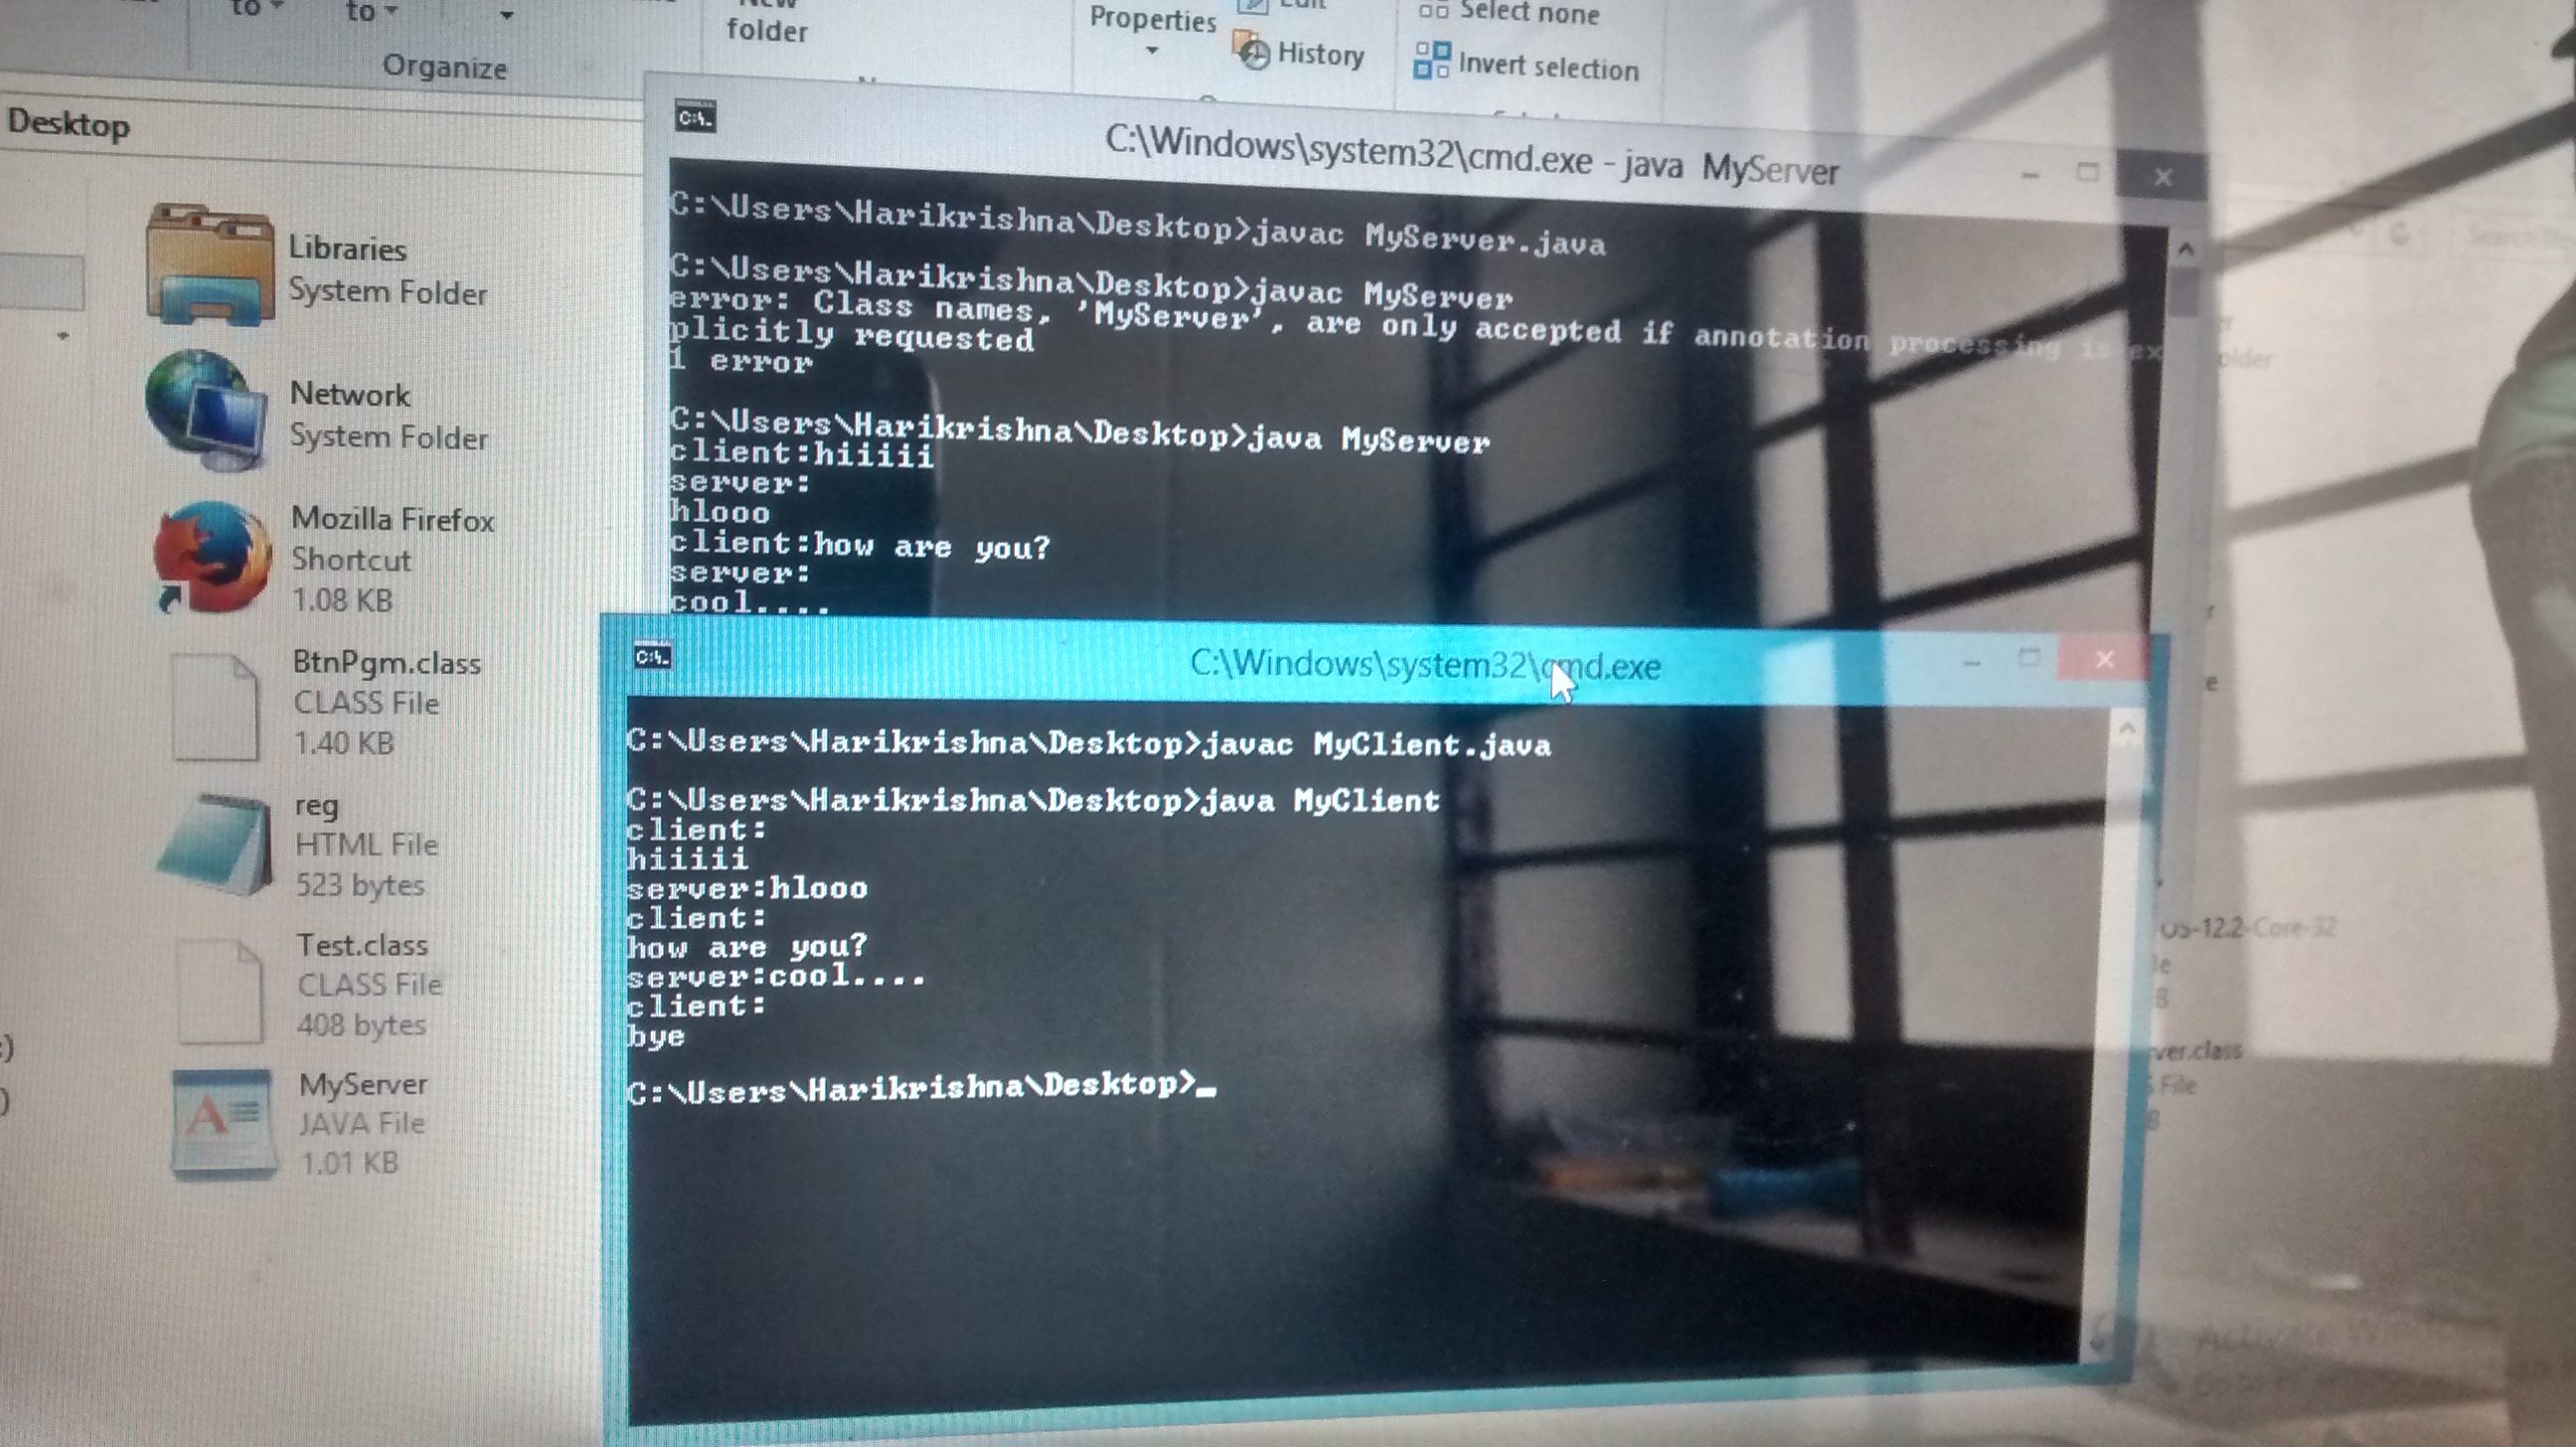 to
to
Organize
folder
Properties
History
Select none
Invert selection
Desktop
Libraries
System Folder
Network
System Folder
Mozilla Firefox
Shortcut
1.08 KB
BtnPgm.class
CLASS File
1.40 KB
reg
HTML File
523 bytes
Test.class
CLASS File
408 bytes
MyServer
JAVA File
1.01 KB
C:\Windows\system32\cmd.exe - java MyServer
C:\Users\Harikrishna\Desktop>javac MyServer.java
C:\Users\Harikrishna\Desktop>javac MyServer
error: Class names, 'MyServer', are only accepted if annotation processing is ex
plicitly requested
1 error
C:\Users\Harikrishna\Desktop>java MyServer
client:hiiiii
server:
hlooo
client:how are you?
server:
cool....
C:\Windows\system32\cmd.exe
C:\Users\Harikrishna\Desktop>javac MyClient.java
C:\Users\Harikrishna\Desktop>java MyClient
client:
hiiiii
server:hlooo
client:
how are you?
server:cool....
client:
bye
C:\Users\Harikrishna\Desktop>_
-12.2-Core-32
ver.class
File